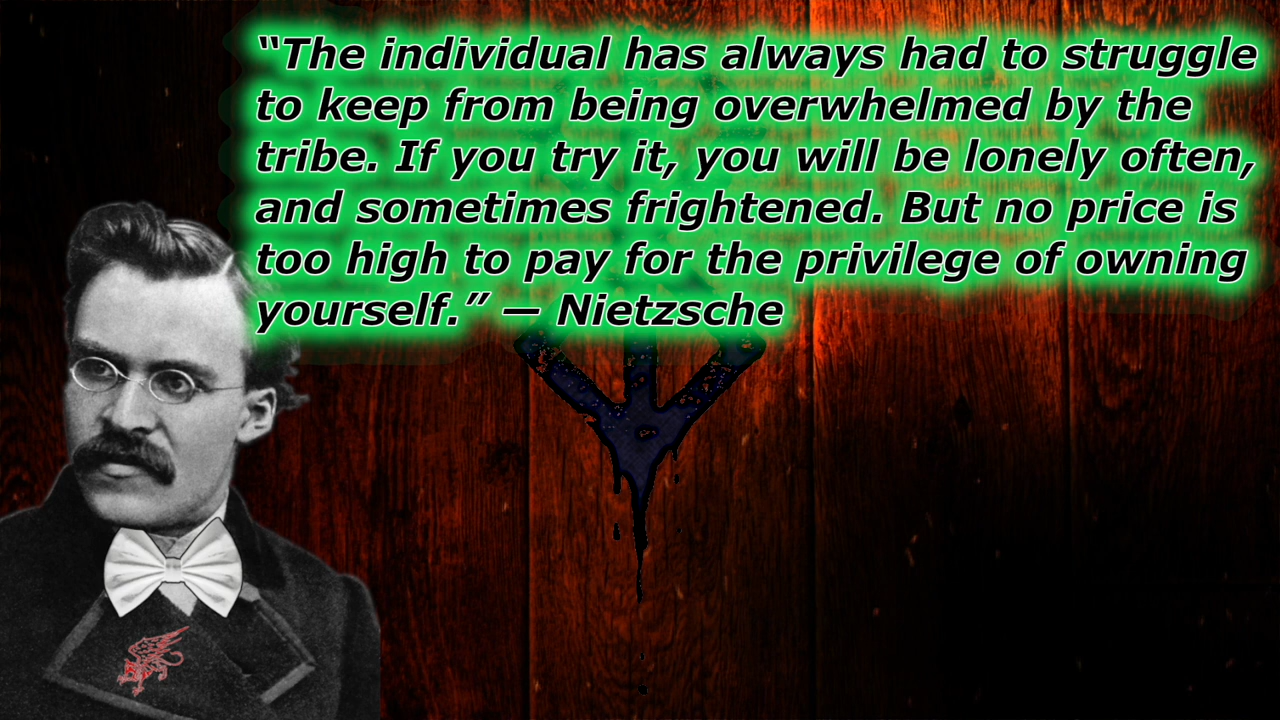 “The individual has always had to struggle
to keep from being overwhelmed by the
tribe. If you try it, you will be lonely often,
and sometimes frightened. But no price is
too high to pay for the privilege of owning
yourself.” — Nietzsche